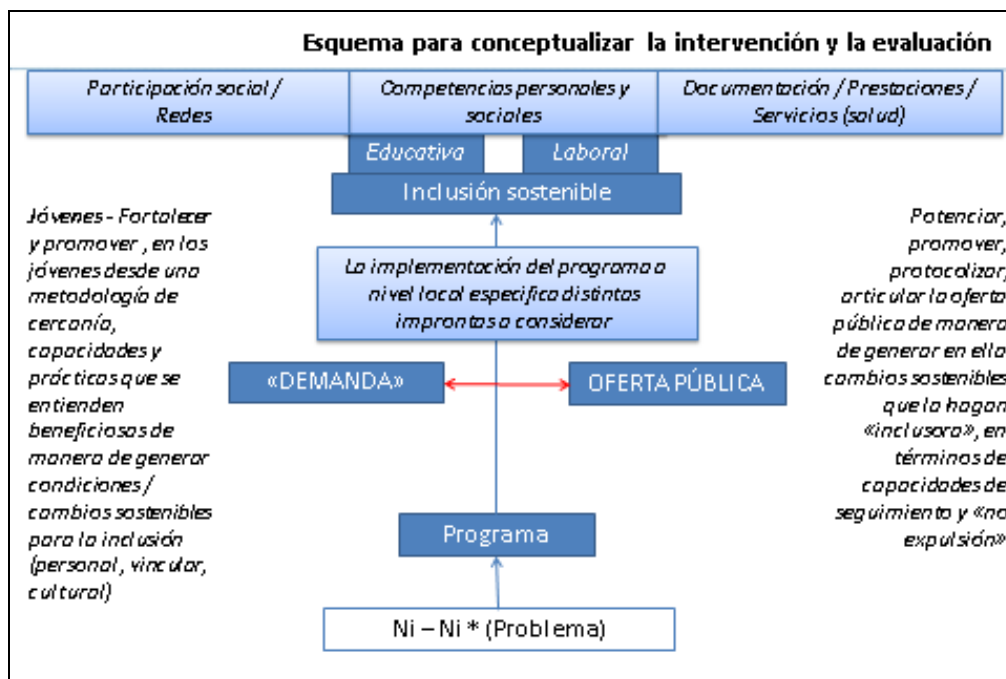 Esquema para conceptualizar la intervención y la evaluación
Participación social /
Redes
Competencias personales y
sociales
Documentación / Prestaciones /
Servicios (salud)
Educativa
Laboral
Inclusión sostenible
Jóvenes - Fortalecer
y promover , en los
jóvenes desde una
metodología de
cercanía,
capacidades y
prácticas que se
entienden
beneficiosas de
manera de generar
condiciones /
cambios sostenibles
para la inclusión
(personal, vincular,
cultural)
La implementación del programa a
nivel local especifica distintas
improntas a considerar
«DEMANDA»
OFERTA PÚBLICA
Potenciar,
promover,
protocolizar,
articular la oferta
pública de manera
de generar en ella
cambios sostenibles
que la hagan
«inclusora», en
términos de
capacidades de
seguimiento y «no
expulsión»
Programa
Ni – Ni * (Problema)